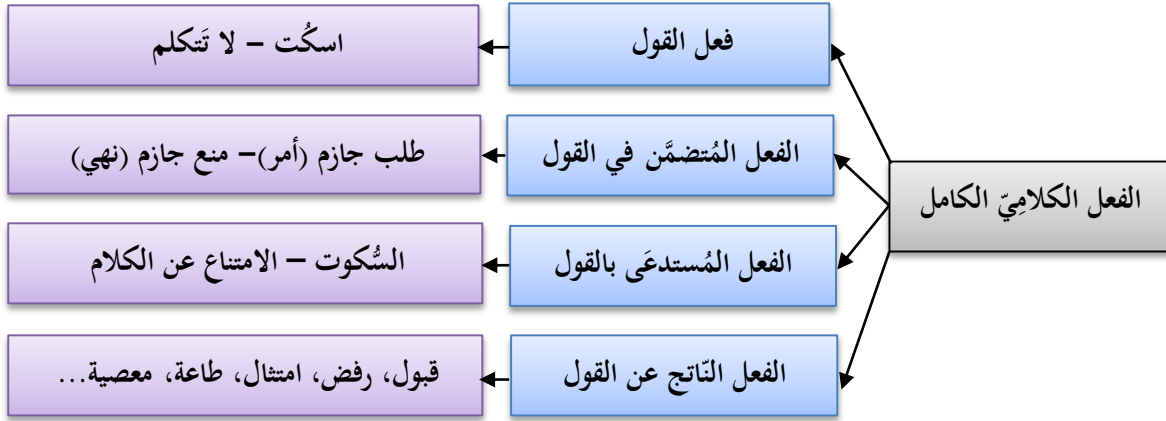 الفعل الكلامِيّ الكامل
فعل القول
اسكُت – لا تَتكلم
الفعل المُتضمَّن في القول
طلب جازم (أمر)– منع جازم (نهي)
الفعل المُستدعَى بالقول
السُّكوت – الامتناع عن الكلام
الفعل النّاتج عن القول
قبول، رفض، امتثال، طاعة، معصية...